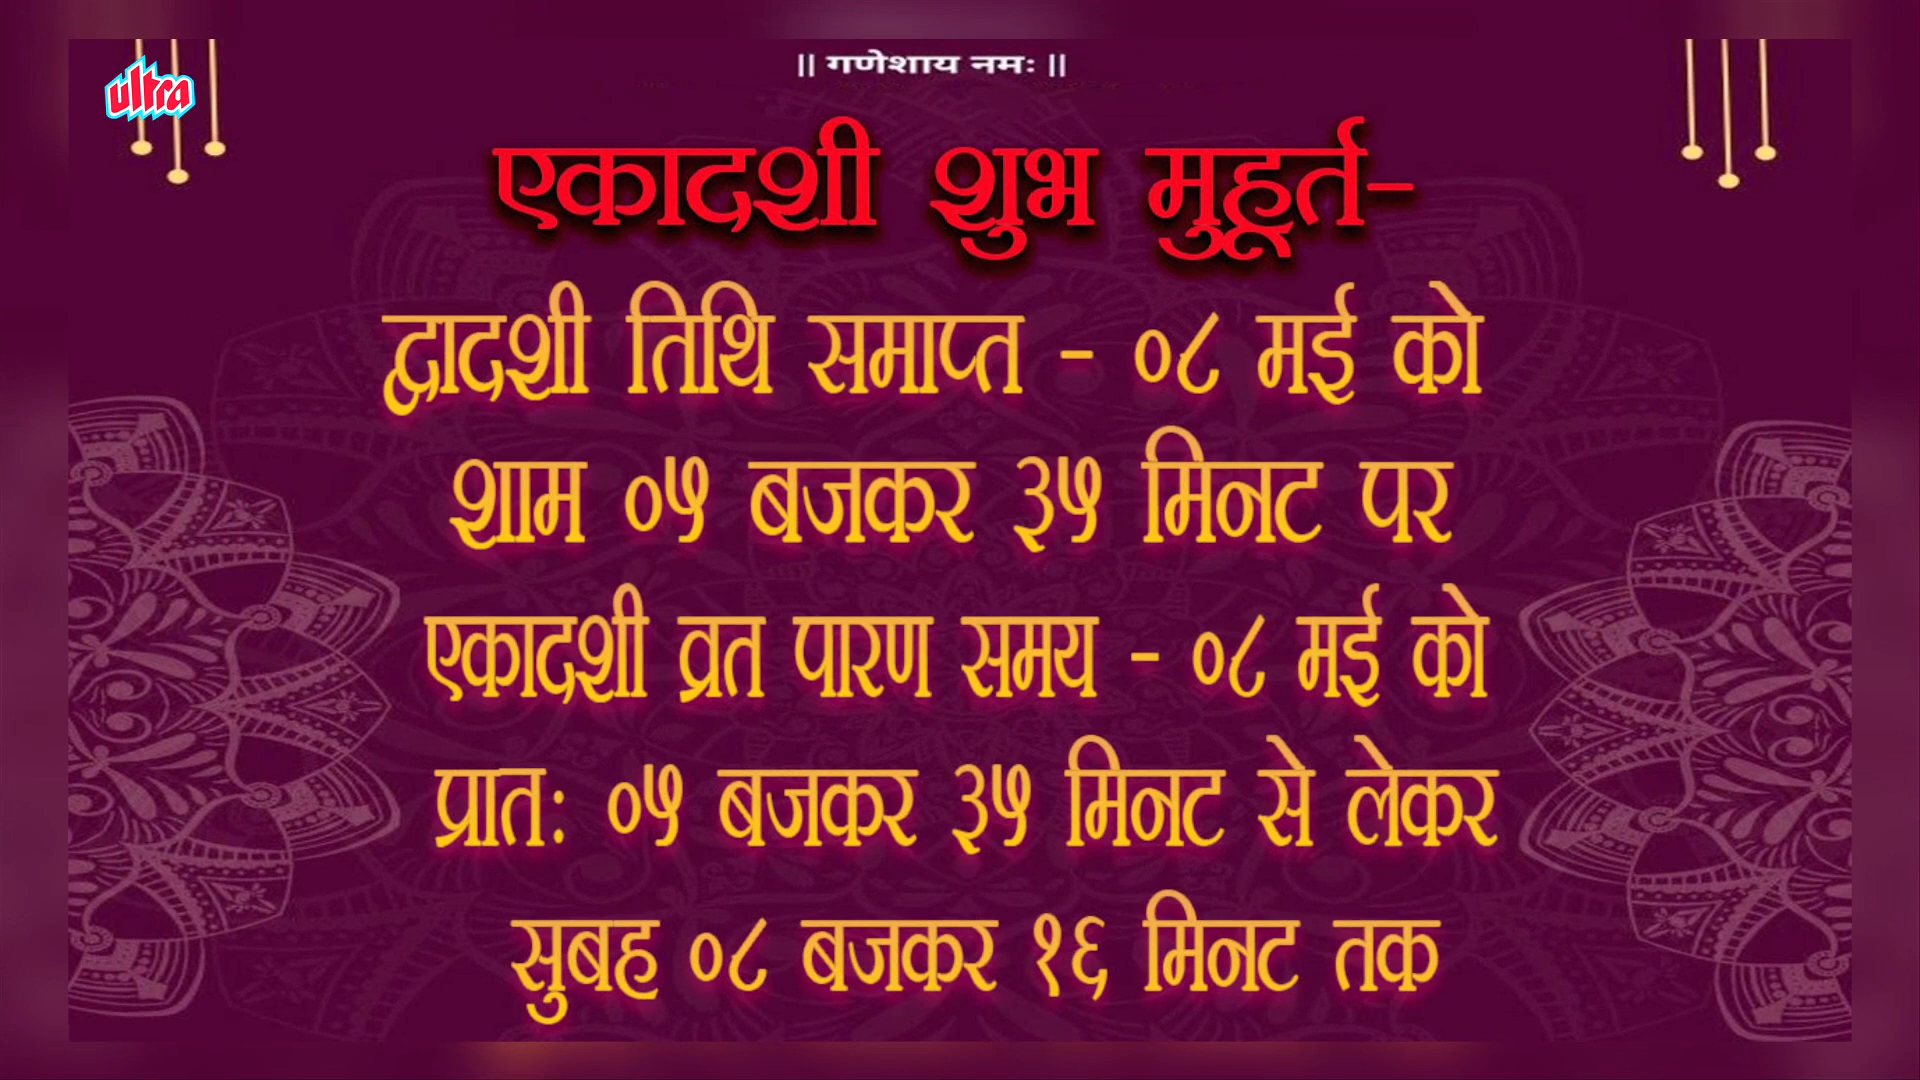 || गणेशाय नमः ||
ultra
एकादशी शुभ मुहूर्त-
द्वादशी तिथि समाप्त - ०८ मई को
शाम ०५ बजकर ३५ मिनट पर
एकादशी व्रत पारण समय - ०८ मई को
प्रातः ०५ बजकर ३५ मिनट से लेकर
सुबह ०८ बजकर १६ मिनट तक